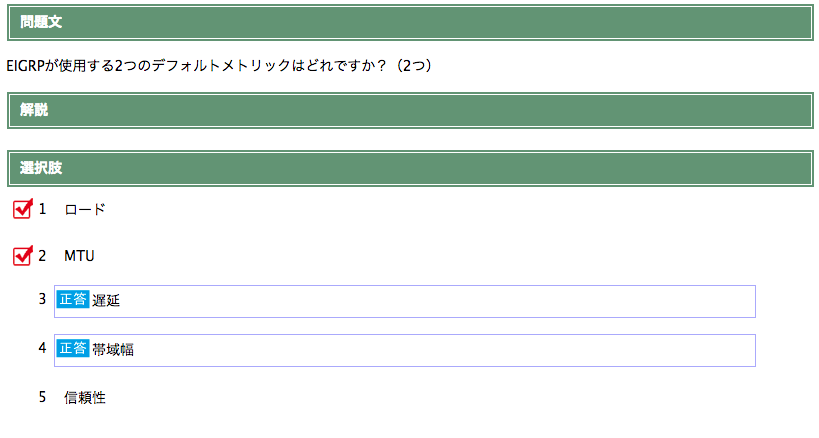 問題文
EIGRPが使用する2つのデフォルトメトリックはどれですか？（2つ）
解説
選択肢
1 ロード
2 MTU
3 正答 遅延
4 正答 帯域幅
5 信頼性